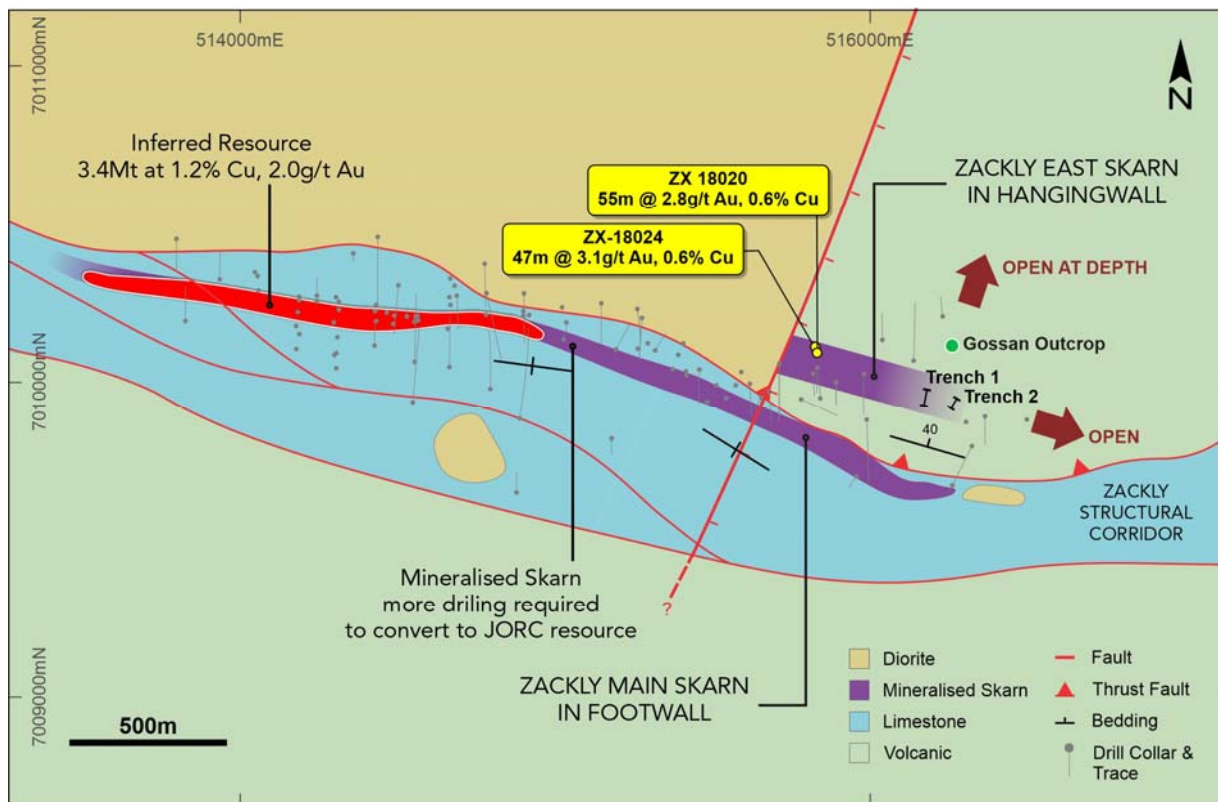 514000mE
516000mE
7011000mN
7010000mN
7009000mN
N
Inferred Resource
3.4Mt at 1.2% Cu, 2.0g/t Au
ZX 18020
55m @ 2.8g/t Au, 0.6% Cu
ZX-18024
47m @ 3.1g/t Au, 0.6% Cu
ZACKLY EAST SKARN
IN HANGINGWALL
OPEN AT DEPTH
Gossan Outcrop
Trench 1
Trench 2
40
OPEN
ZACKLY
STRUCTURAL
CORRIDOR
?
Mineralised Skarn
more driling required
to convert to JORC resource
ZACKLY MAIN SKARN
IN FOOTWALL
500m
Diorite
Mineralised Skarn
Limestone
Volcanic
Fault
Thrust Fault
Bedding
Drill Collar &
Trace